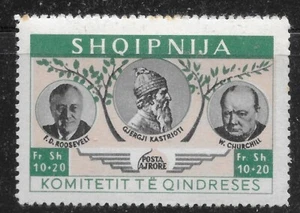 SHQIPNIJA
GJERGJI KASTRIOTI
F.D. ROOSEVELT
W. CHURCHILL
Fr. Sh
10+20
POSTA
AJRORE
Fr. Sh
10+20
KOMITETIT TË QINDRESES